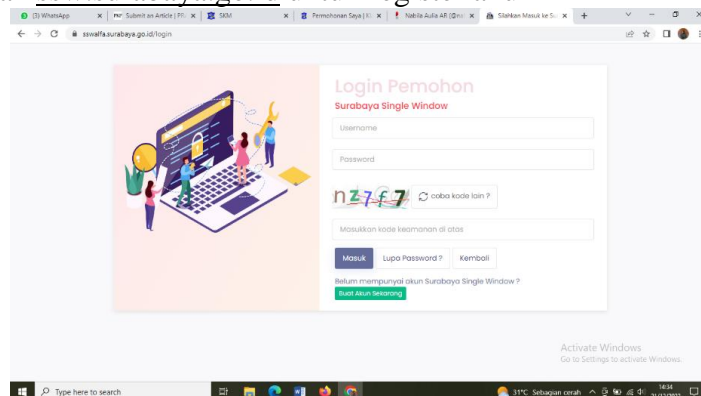 (3) WhatsApp
Submit an Article | PR
SKM
Permohonan Saya | K
Nabila Aulia AR (@n
Silahkan Masuk ke Su
sswalfa.surabaya.go.id/login
Login Pemohon
Surabaya Single Window
Username
Password
coba kode lain ?
Masukkan kode keamanan di atas
Masuk
Lupa Password ?
Kembali
Belum mempunyai akun Surabaya Single Window ?
Buat Akun Sekarang
Activate Windows
Go to Settings to activate Windows.
Type here to search
31°C Sebagian cerah
14:34